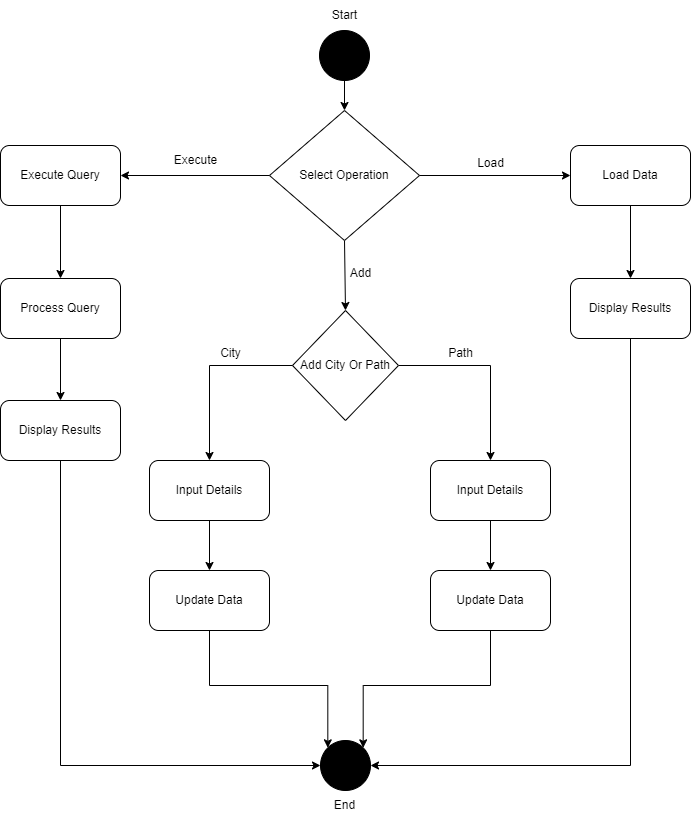 Start
Execute
Load
Execute Query
Select Operation
Load Data
Add
Process Query
Display Results
City
Path
Add City Or Path
Display Results
Input Details
Input Details
Update Data
Update Data
End